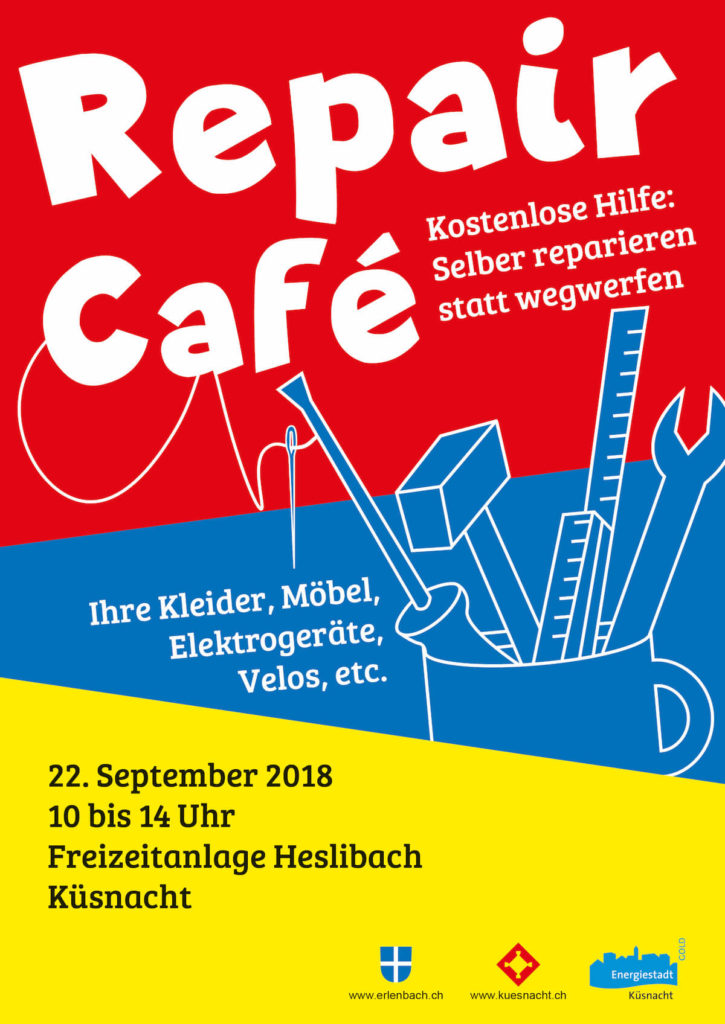 Repair
Café
Kostenlose Hilfe:
Selber reparieren
statt wegwerfen
Ihre Kleider, Möbel,
Elektrogeräte,
Velos, etc.
22. September 2018
10 bis 14 Uhr
Freizeitanlage Heslibach
Küsnacht
www.erlenbach.ch
www.kuesnacht.ch
Energiestadt
GOLD
Küsnacht